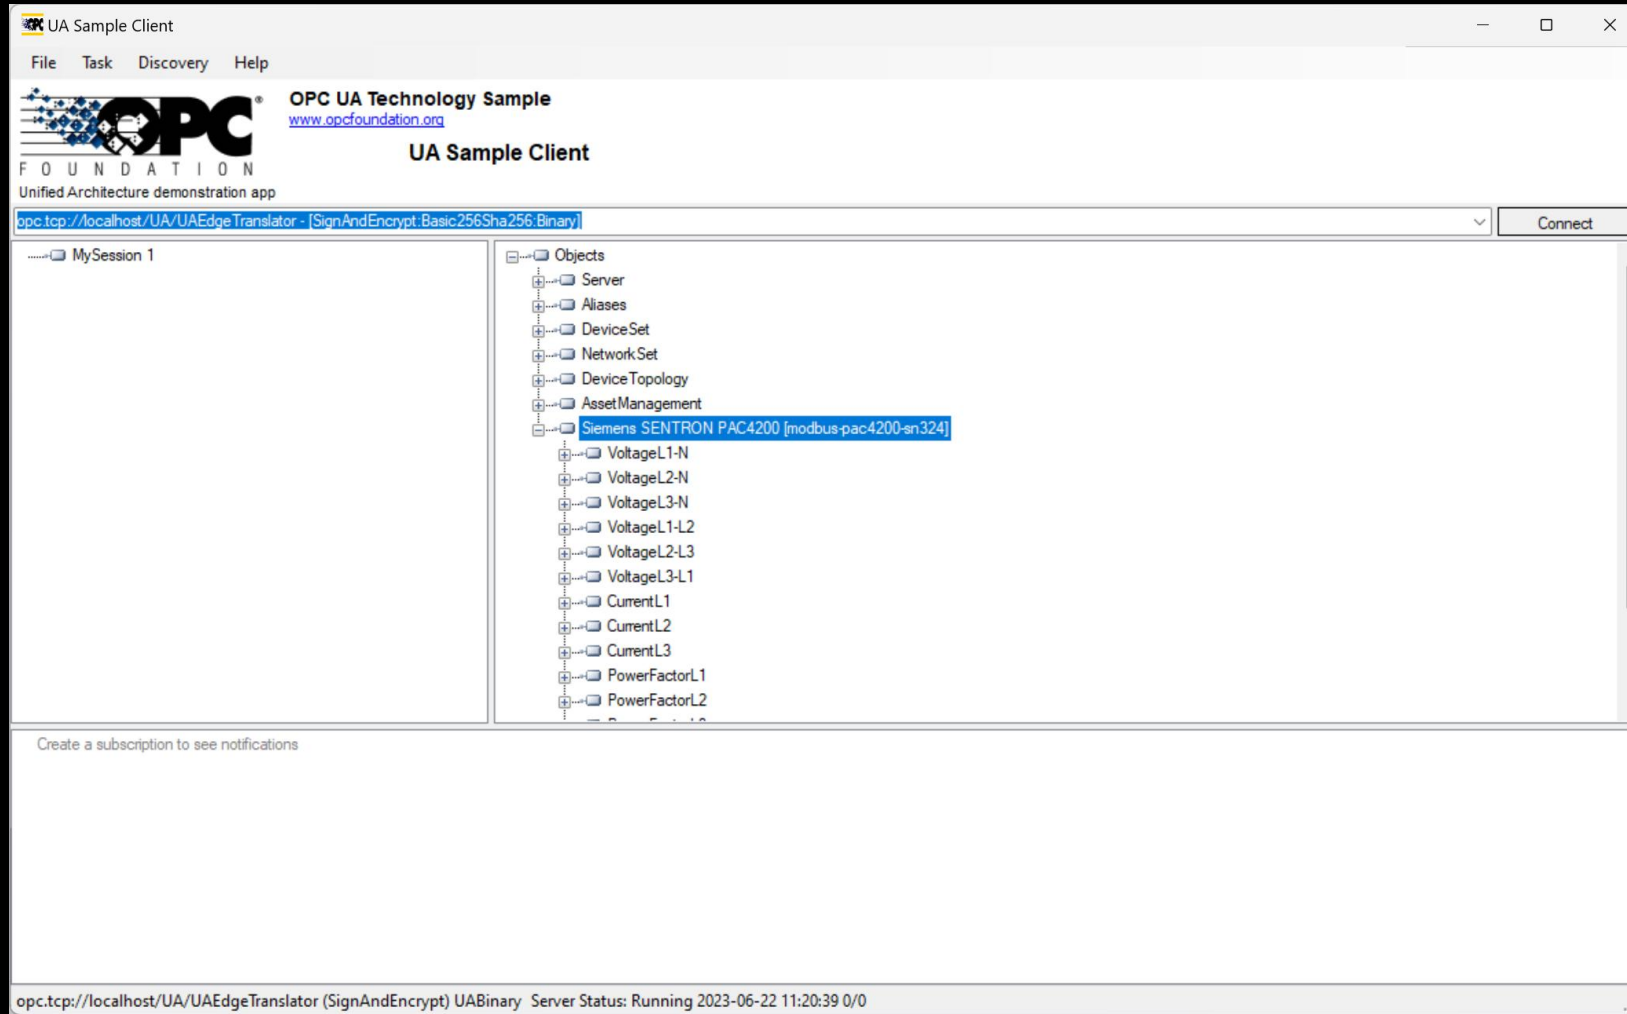 UA Sample Client
File Task Discovery Help
OPC ®
FOUNDATION
Unified Architecture demonstration app
OPC UA Technology Sample
www.opcfoundation.org
UA Sample Client
opc.tcp://localhost/UA/UAEdgeTranslator - [SignAndEncrypt:Basic256Sha256:Binary]
Connect
MySession 1
Objects
Server
Aliases
DeviceSet
NetworkSet
DeviceTopology
AssetManagement
Siemens SENTRON PAC4200 [modbus-pac4200-sn324]
VoltageL1-N
VoltageL2-N
VoltageL3-N
VoltageL1-L2
VoltageL2-L3
VoltageL3-L1
CurrentL1
CurrentL2
CurrentL3
PowerFactorL1
PowerFactorL2
Create a subscription to see notifications
opc.tcp://localhost/UA/UAEdgeTranslator (SignAndEncrypt) UABinary Server Status: Running 2023-06-22 11:20:39 0/0